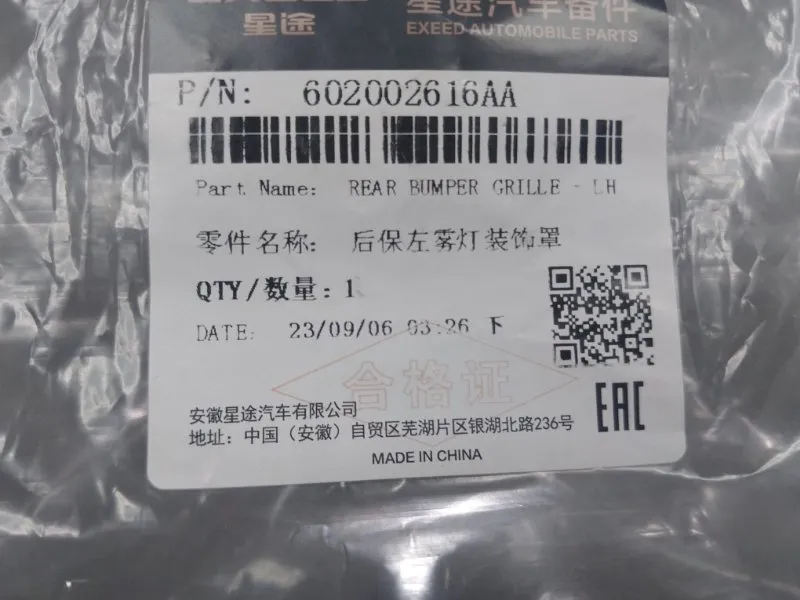 星途
星途汽车备件
EXEED AUTOMOBILE PARTS
P/N: 602002616AA
Part Name: REAR BUMPER GRILLE - LH
零件名称: 后保左雾灯装饰罩
QTY/数量: 1
DATE: 23/09/06 03:26 下
合格证
安徽星途汽车有限公司
EAC
地址: 中国（安徽）自贸区芜湖片区银湖北路236号
MADE IN CHINA